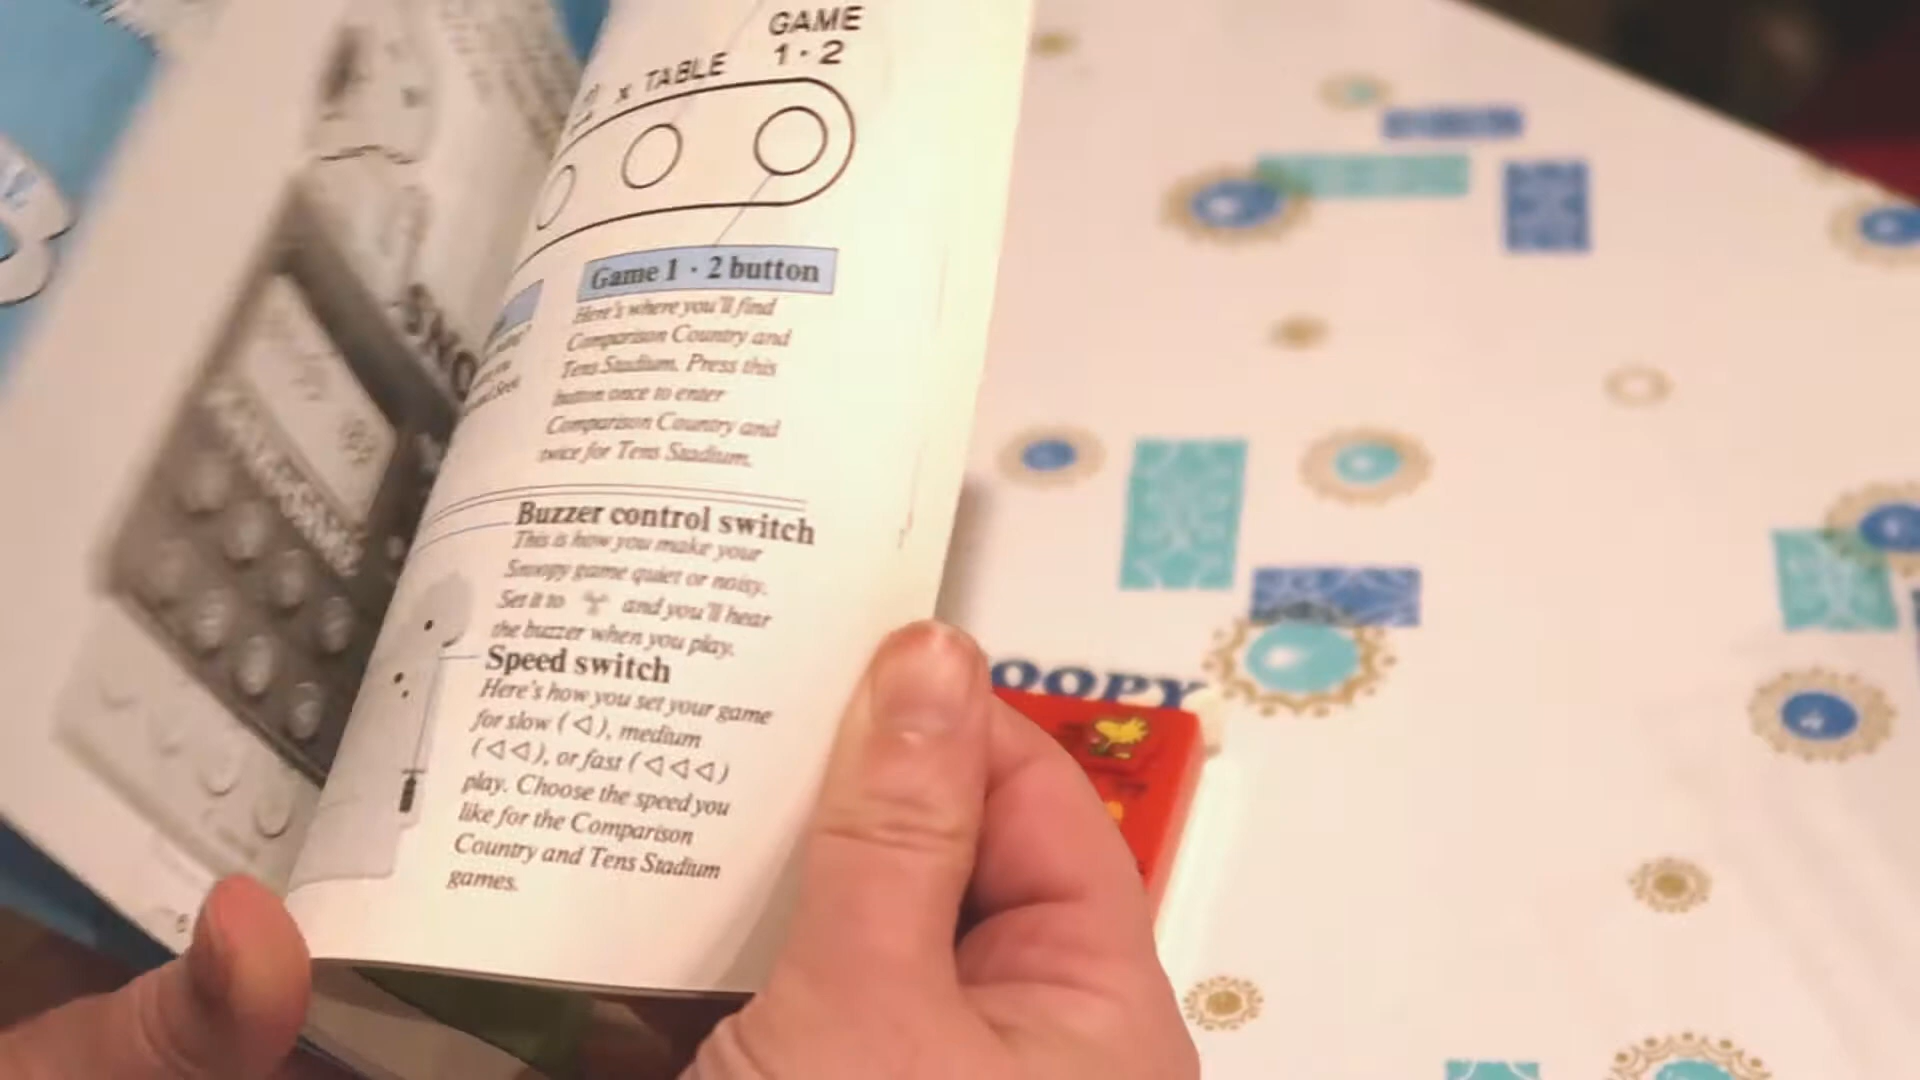 GAME
1 · 2
x TABLE
Game 1 · 2 button
Here's where you'll find
Comparison Country and
Tens Stadium. Press this
button once to enter
Comparison Country and
twice for Tens Stadium.
Buzzer control switch
This is how you make your
Snoopy game quiet or noisy.
Set it to and you'll hear
the buzzer when you play.
Speed switch
Here's how you set your game
for slow (◁), medium
(◁◁), or fast (◁◁◁)
play. Choose the speed you
like for the Comparison
Country and Tens Stadium
games.
SNO
OOPY
6